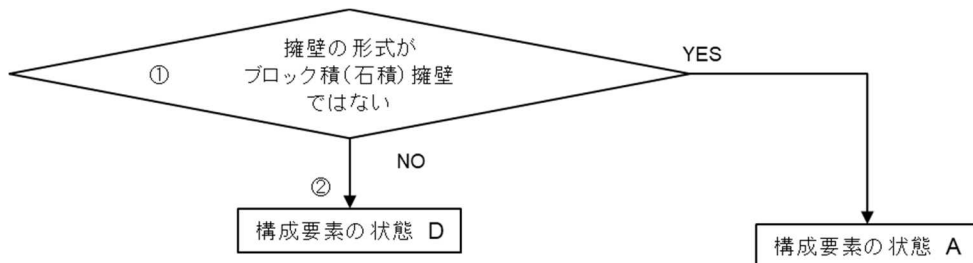 擁壁の形式が
① ブロック積(石積)擁壁
ではない
YES
NO
②
構成要素の状態 D
構成要素の状態 A